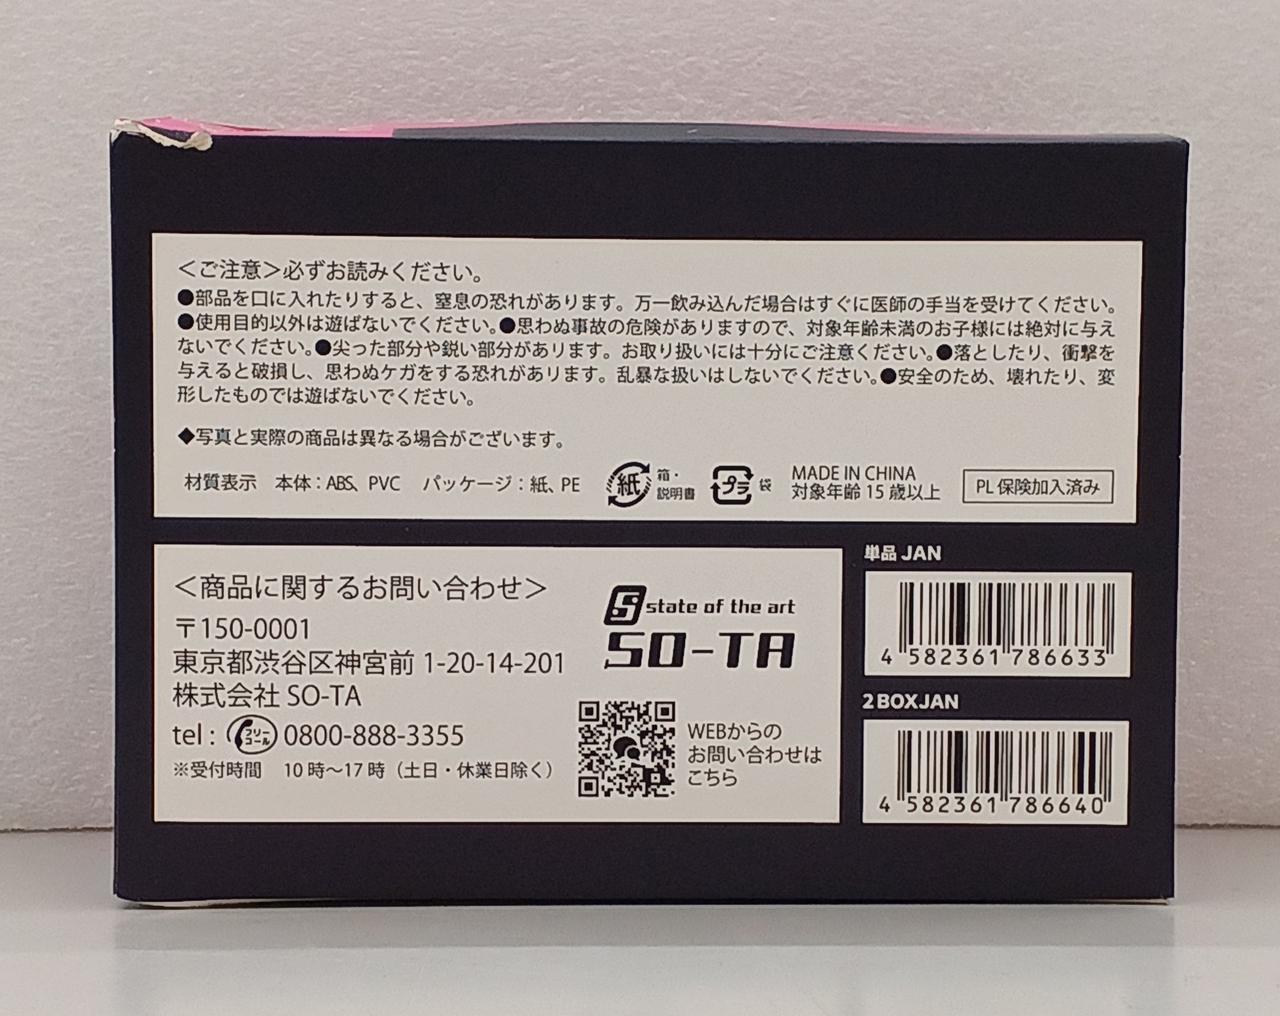 ＜ご注意＞必ずお読みください。
●部品を口に入れたりすると、窒息の恐れがあります。万一飲み込んだ場合はすぐに医師の手当を受けてください。
●使用目的以外は遊ばないでください。●思わぬ事故の危険がありますので、対象年齢未満のお子様には絶対に与え
ないでください。●尖った部分や鋭い部分があリます。お取り扱いには十分にご注意ください。●落としたり、衝撃を
与えると破損し、思わぬケガをする恐れがあリます。乱暴な扱いはしないでください。●安全のため、壊れたり、変
形したものでは遊ばないでください。
◆写真と実際の商品は異なる場合がございます。
材質表示 本体：ABS、PVC パッケージ：紙、PE
紙 箱・
説明書
プラ 袋
MADE IN CHINA
対象年齢 15 歳以上
PL 保険加入済み
＜商品に関するお問い合わせ＞
〒150-0001
東京都渋谷区神宮前 1-20-14-201
株式会社 SO-TA
tel： フリーコール 0800-888-3355
※受付時間 10 時～17 時（土日・休業日除く）
S state of the art
SO-TA
WEBからの
お問い合わせは
こちら
単品 JAN
4 582361 786633
2 BOX JAN
4 582361 786640